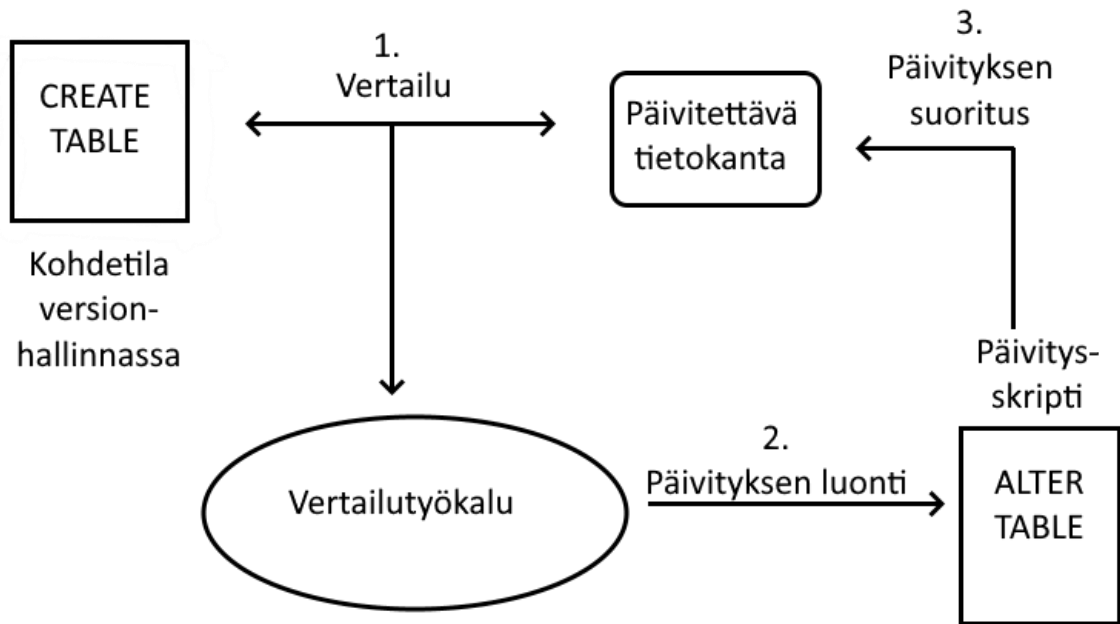 CREATE
TABLE
Kohdetila
version-
hallinnassa
1.
Vertailu
Päivitettävä
tietokanta
3.
Päivityksen
suoritus
Vertailutyökalu
2.
Päivityksen luonti
Päivitys-
skripti
ALTER
TABLE